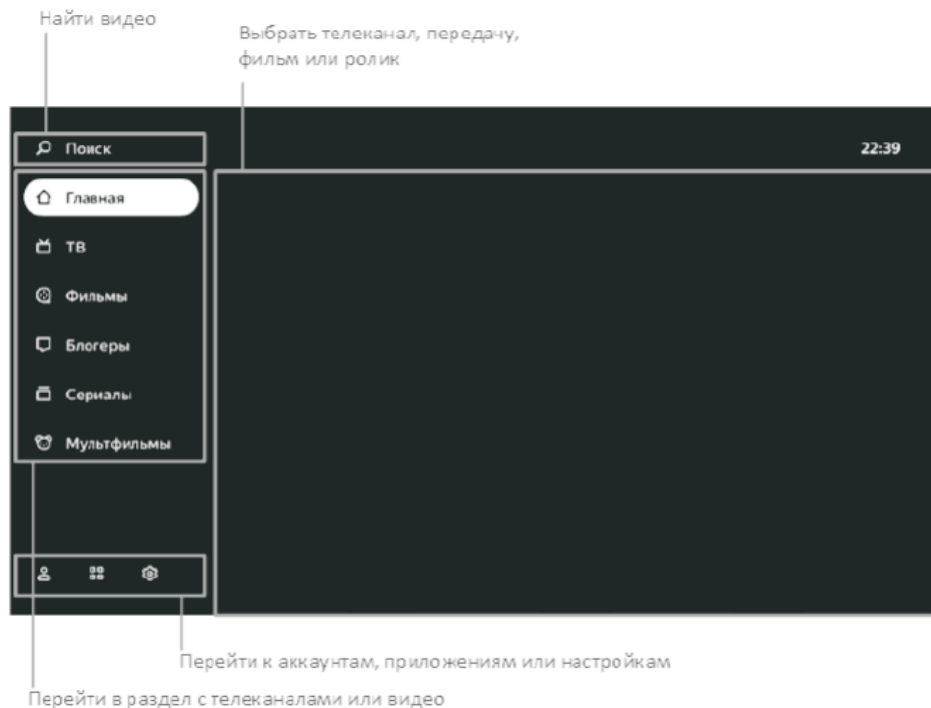 Найти видео
Выбрать телеканал, передачу,
фильм или ролик
Поиск
22:39
Главная
ТВ
Фильмы
Блогеры
Сериалы
Мультфильмы
Перейти к аккаунтам, приложениям или настройкам
Перейти в раздел с телеканалами или видео